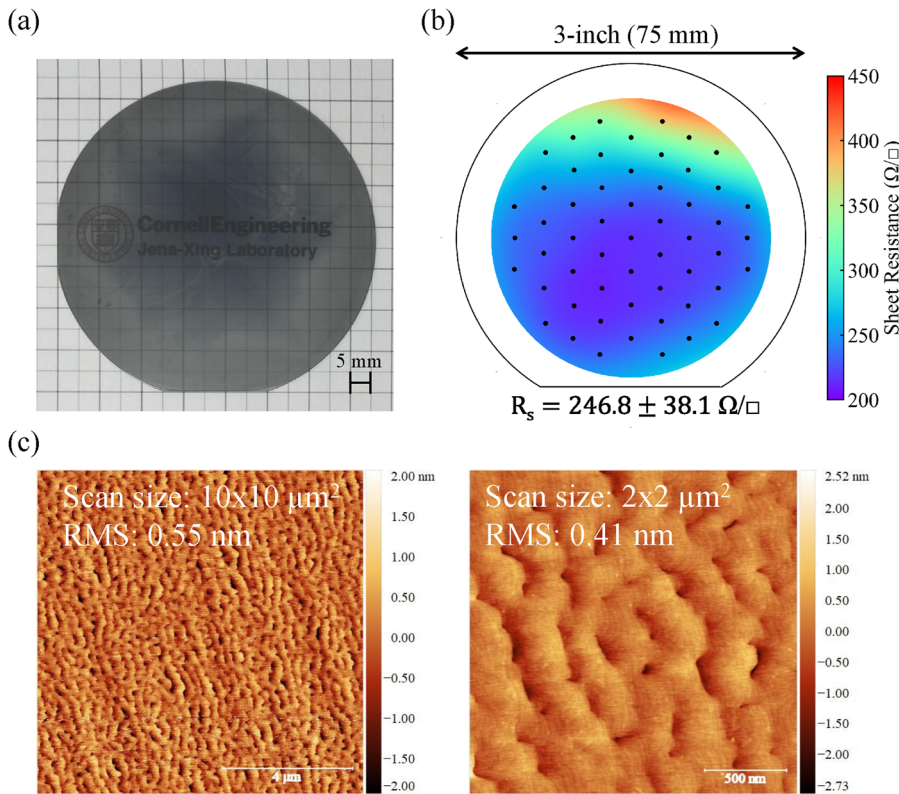 (a)
CornellEngineering
Jena-Xing Laboratory
5 mm
(b)
3-inch (75 mm)
450
400
350
300
250
200
Sheet Resistance (Ω/□)
Rs = 246.8 ± 38.1 Ω/□
(c)
Scan size: 10x10 µm²
RMS: 0.55 nm
4 µm
2.00 nm
1.50
1.00
0.50
0.00
−0.50
−1.00
−1.50
−2.00
Scan size: 2x2 µm²
RMS: 0.41 nm
500 nm
2.52 nm
2.00
1.50
1.00
0.50
0.00
−0.50
−1.00
−1.50
−2.00
−2.73